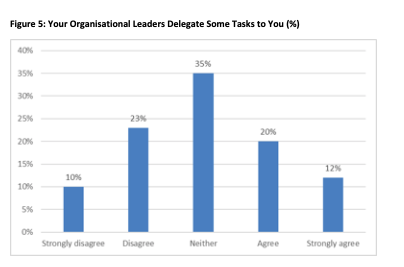 Figure 5: Your Organisational Leaders Delegate Some Tasks to You (%)
40%
35%
30%
25%
20%
15%
10%
5%
0%
10%
23%
35%
20%
12%
Strongly disagree
Disagree
Neither
Agree
Strongly agree